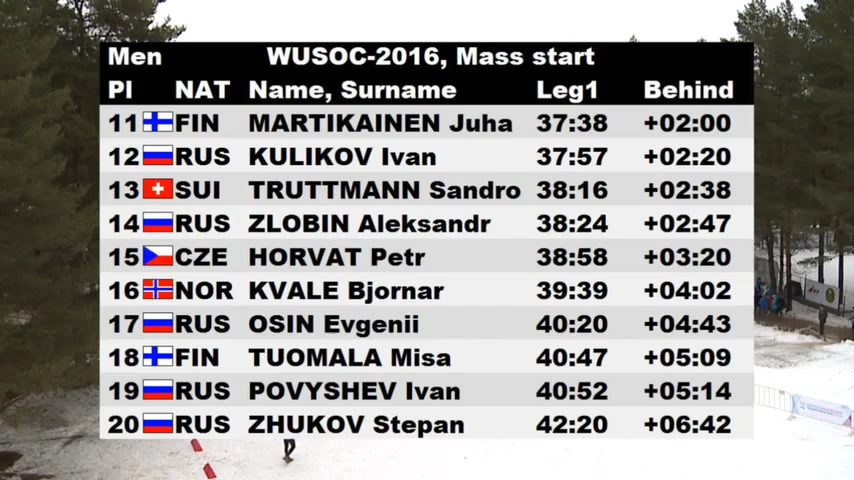 Men WUSOC-2016, Mass start
Pl NAT Name, Surname Leg1 Behind
11 FIN MARTIKAINEN Juha 37:38 +02:00
12 RUS KULIKOV Ivan 37:57 +02:20
13 SUI TRUTTMANN Sandro 38:16 +02:38
14 RUS ZLOBIN Aleksandr 38:24 +02:47
15 CZE HORVAT Petr 38:58 +03:20
16 NOR KVALE Bjornar 39:39 +04:02
17 RUS OSIN Evgenii 40:20 +04:43
18 FIN TUOMALA Misa 40:47 +05:09
19 RUS POVYSHEV Ivan 40:52 +05:14
20 RUS ZHUKOV Stepan 42:20 +06:42